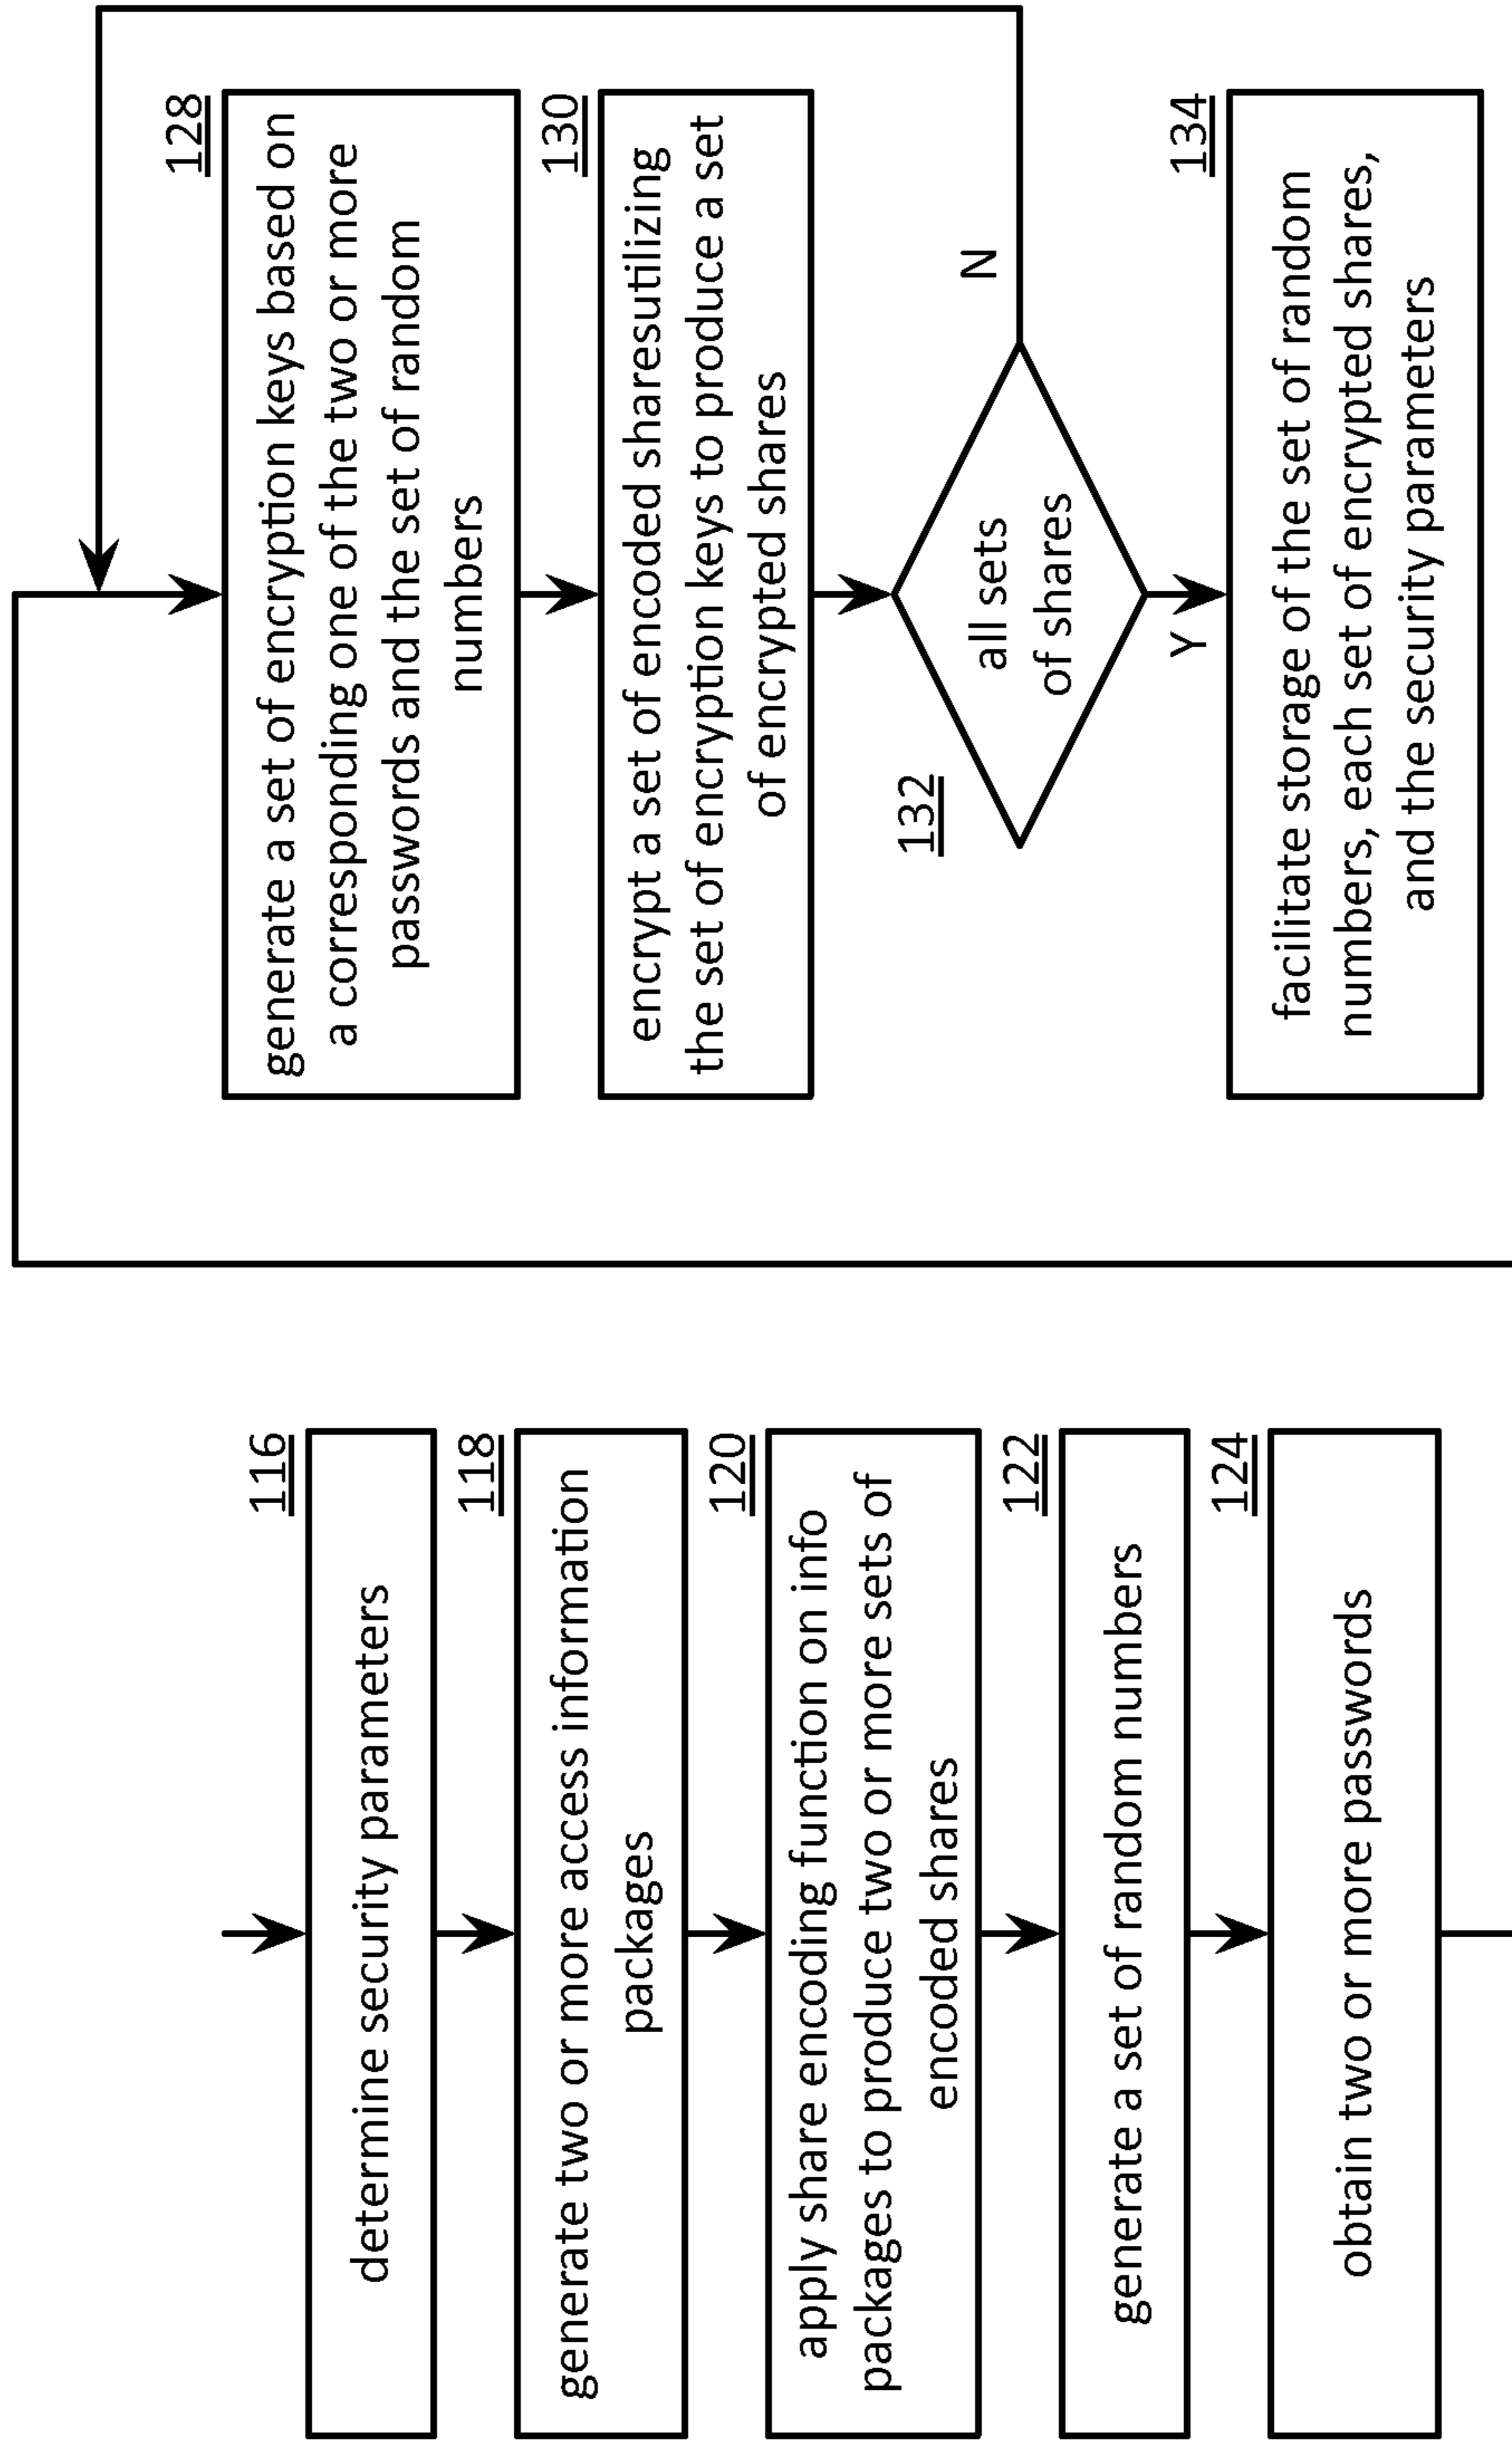 116
determine security parameters
118
generate two or more access information
packages
120
apply share encoding function on info
packages to produce two or more sets of
encoded shares
122
generate a set of random numbers
124
obtain two or more passwords
128
generate a set of encryption keys based on
a corresponding one of the two or more
passwords and the set of random
numbers
130
encrypt a set of encoded sharesutilizing
the set of encryption keys to produce a set
of encrypted shares
132
all sets
of shares
N
Y
134
facilitate storage of the set of random
numbers, each set of encrypted shares,
and the security parameters